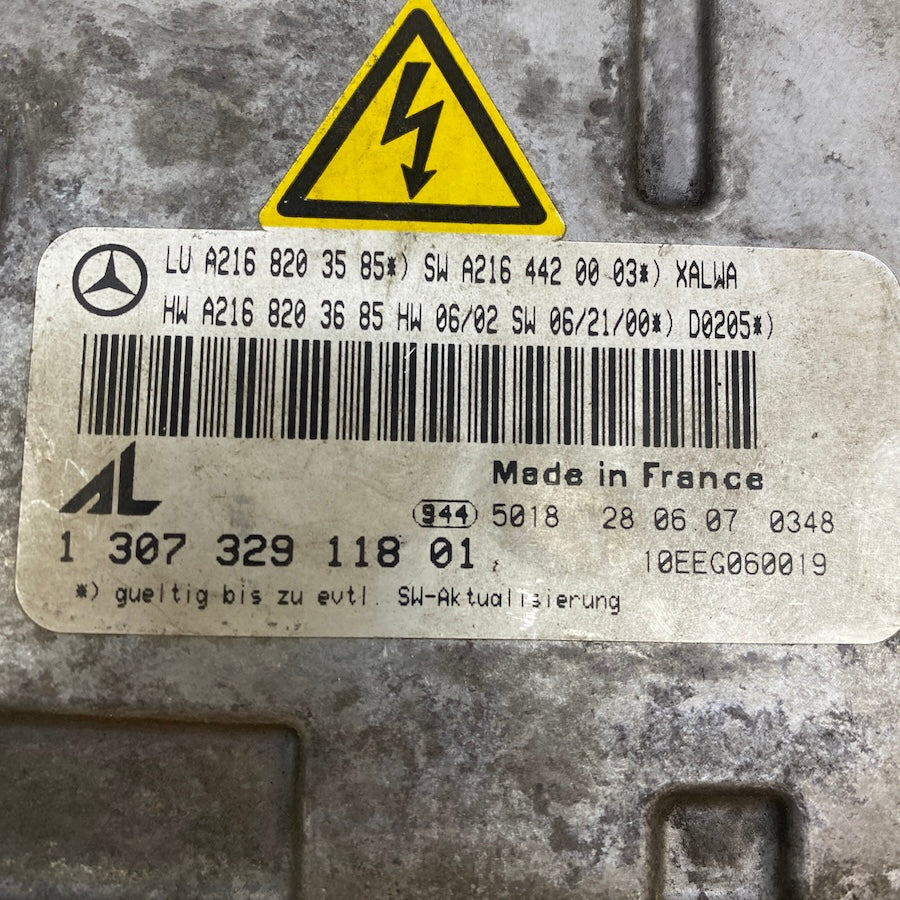 LU A216 820 35 85*) SW A216 442 00 03*) XALWA
HW A216 820 36 85 HW 06/02 SW 06/21/00*) D0205*)
AL
Made in France
944 5018 28 06 07 0348
1 307 329 118 01
10EEG060019
*) gueltig bis zu evtl. SW-Aktualisierung